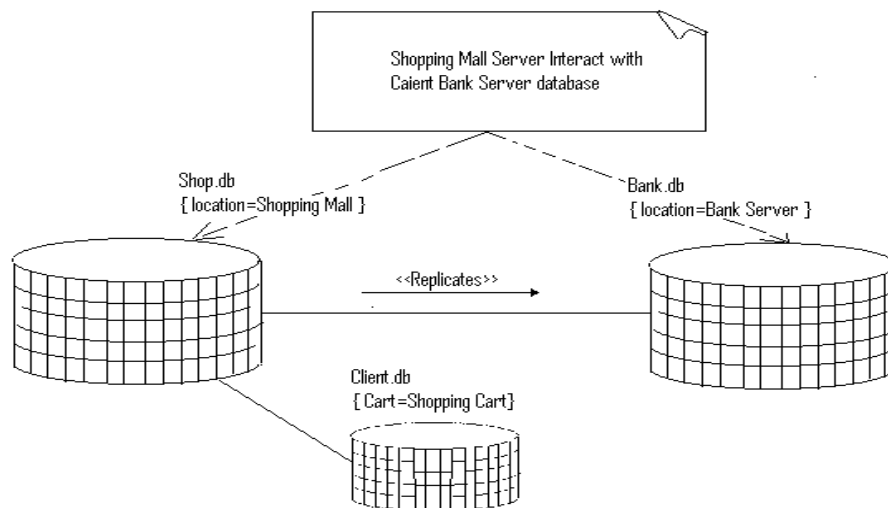 Shopping Mall Server Interact with
Caient Bank Server database
Shop.db
{ location=Shopping Mall }
Bank.db
{ location=Bank Server }
<<Replicates>>
Client.db
{ Cart=Shopping Cart}